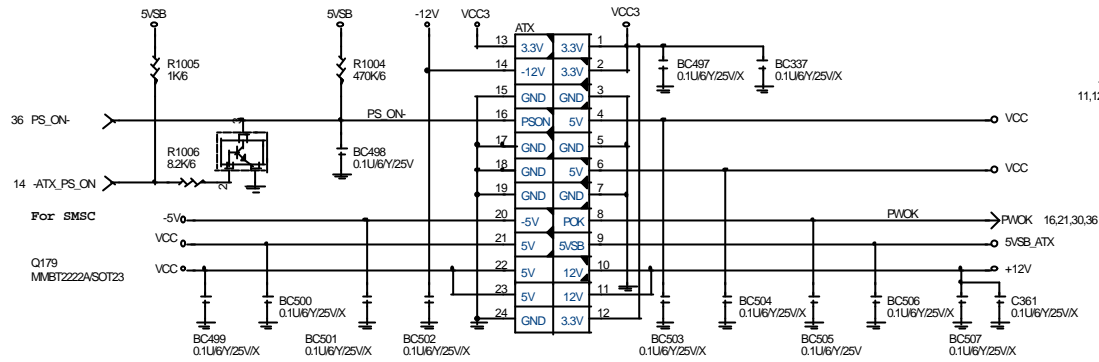 5VSB 5VSB -12V VCC3 VCC3
ATX
R1005
1K/6
R1004
470K/6
13 3.3V 3.3V 1
14 -12V 3.3V 2
15 GND GND 3
16 PSON 5V 4
17 GND GND 5
18 GND 5V 6
19 GND GND 7
20 -5V POK 8
21 5V 5VSB 9
22 5V 12V 10
23 5V 12V 11
24 GND 3.3V 12
BC497
0.1U/6/Y/25V/X
BC337
0.1U/6/Y/25V/X
11,12
36 PS_ON-
PS_ON-
VCC
R1006
8.2K/6
3
2
BC498
0.1U/6/Y/25V
14 -ATX_PS_ON
VCC
For SMSC
-5V
PWOK
PWOK 16,21,30,36
VCC
5VSB_ATX
Q179
MMBT2222A/SOT23
VCC
+12V
BC499
0.1U/6/Y/25V/X
BC500
0.1U/6/Y/25V/X
BC501
0.1U/6/Y/25V/X
BC502
0.1U/6/Y/25V/X
BC503
0.1U/6/Y/25V/X
BC504
0.1U/6/Y/25V/X
BC505
0.1U/6/Y/25V
BC506
0.1U/6/Y/25V/X
BC507
0.1U/6/Y/25V/X
C361
0.1U/6/Y/25V/X